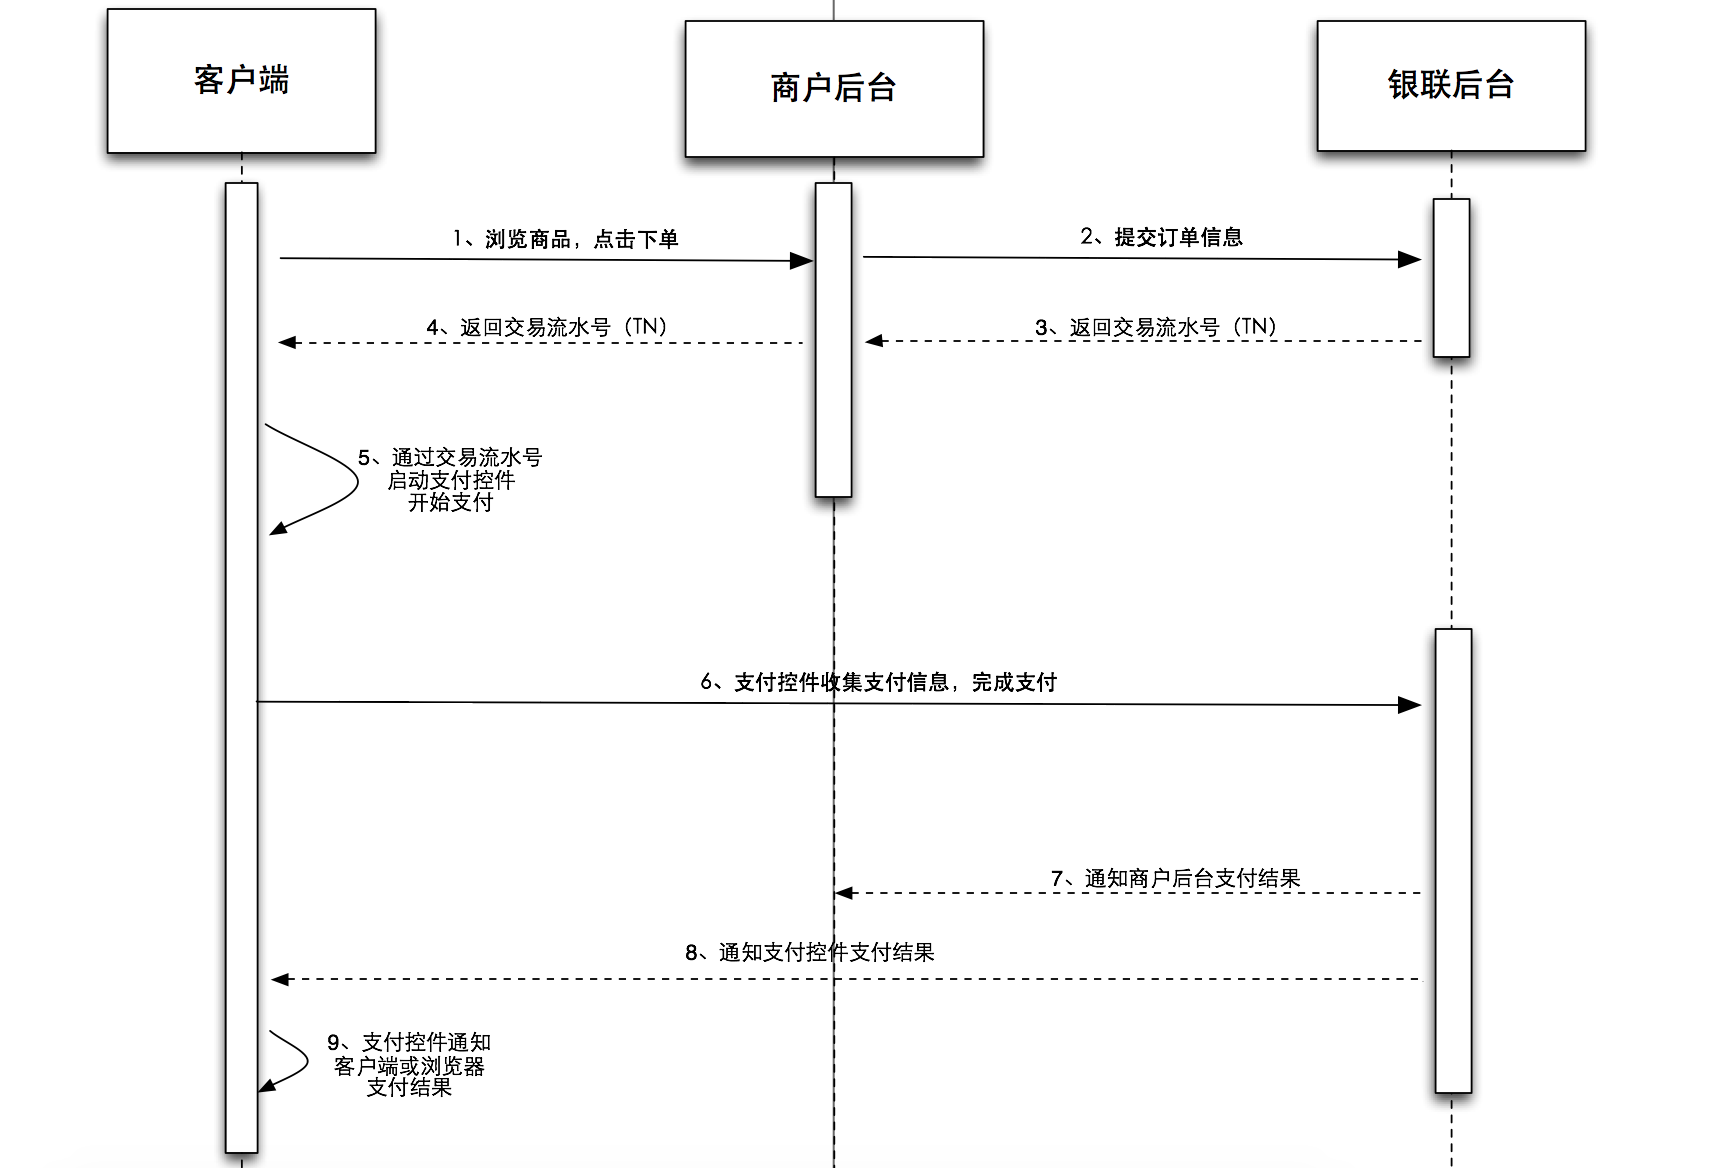 客户端
商户后台
银联后台
1、浏览商品，点击下单
2、提交订单信息
4、返回交易流水号（TN）
3、返回交易流水号（TN）
5、通过交易流水号
启动支付控件
开始支付
6、支付控件收集支付信息，完成支付
7、通知商户后台支付结果
8、通知支付控件支付结果
9、支付控件通知
客户端或浏览器
支付结果